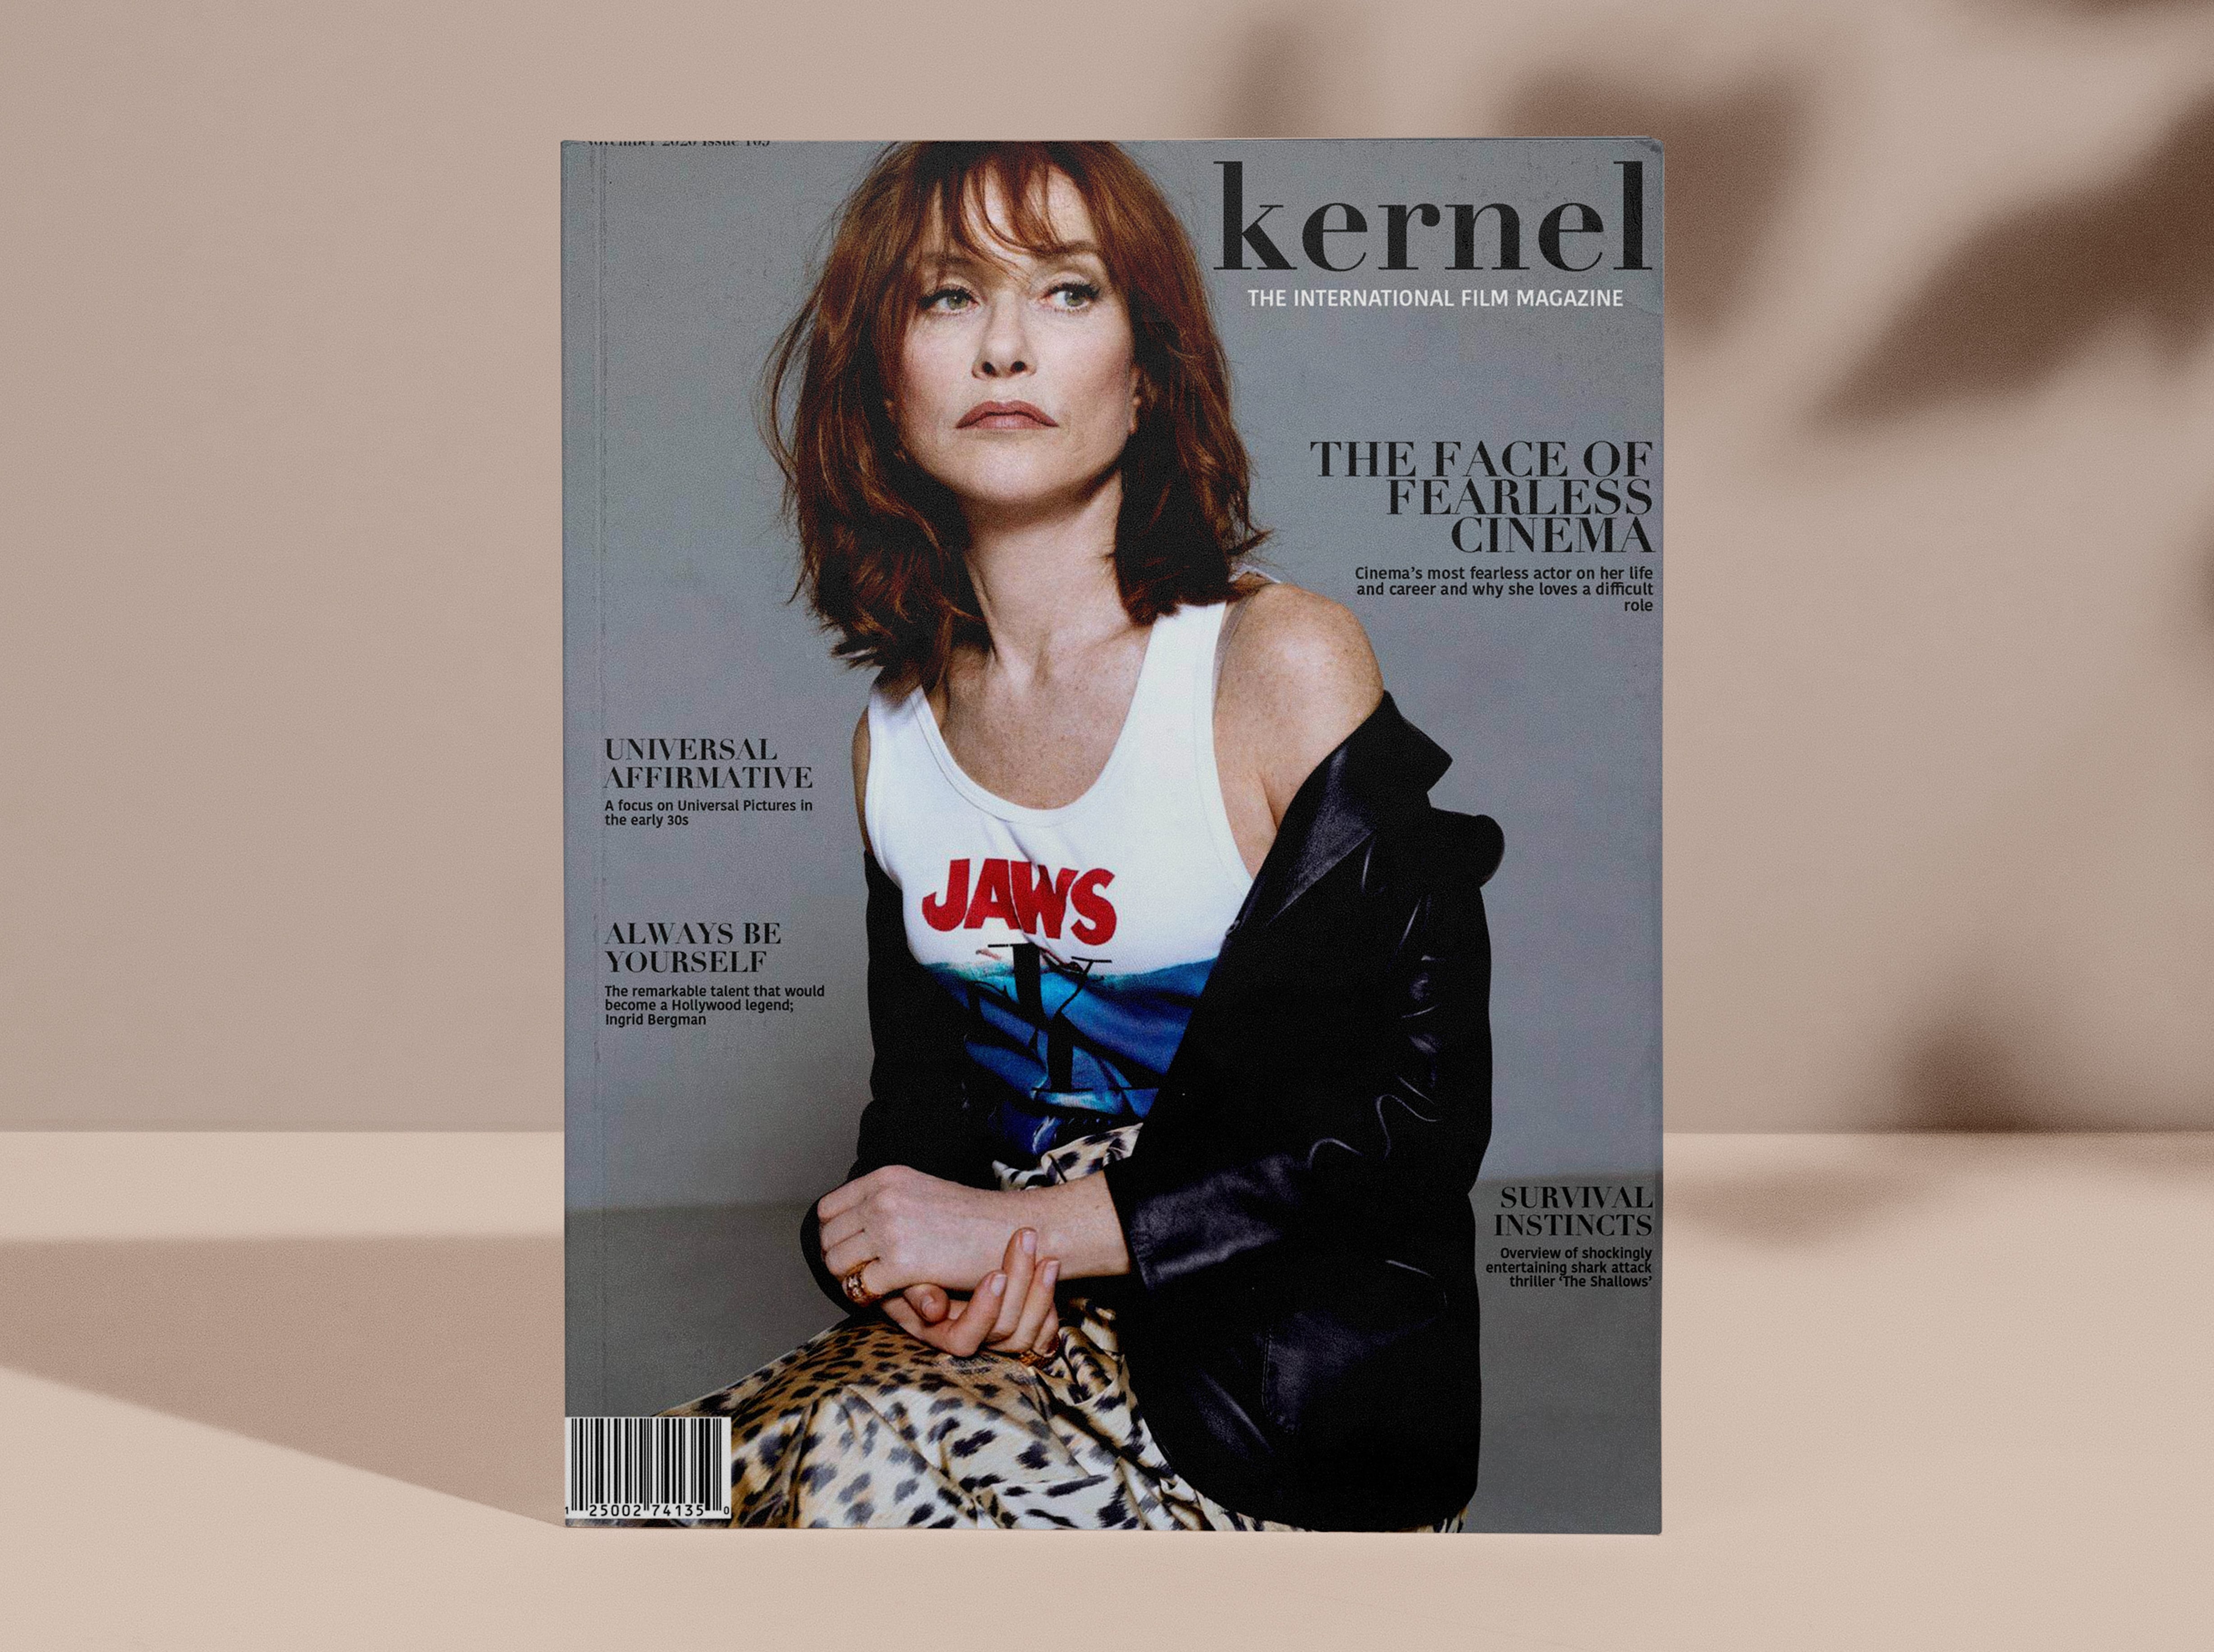 November Issue
kernel
THE INTERNATIONAL FILM MAGAZINE
THE FACE OF
FEARLESS
CINEMA
Cinema’s most fearless actor on her life
and career and why she loves a difficult
role
UNIVERSAL
AFFIRMATIVE
A focus on Universal Pictures in
the early 30s
JAWS
ALWAYS BE
YOURSELF
The remarkable talent that would
become a Hollywood legend;
Ingrid Bergman
SURVIVAL
INSTINCTS
Overview of shockingly
entertaining shark attack
thriller ‘The Shallows’
1 25002 74135 0